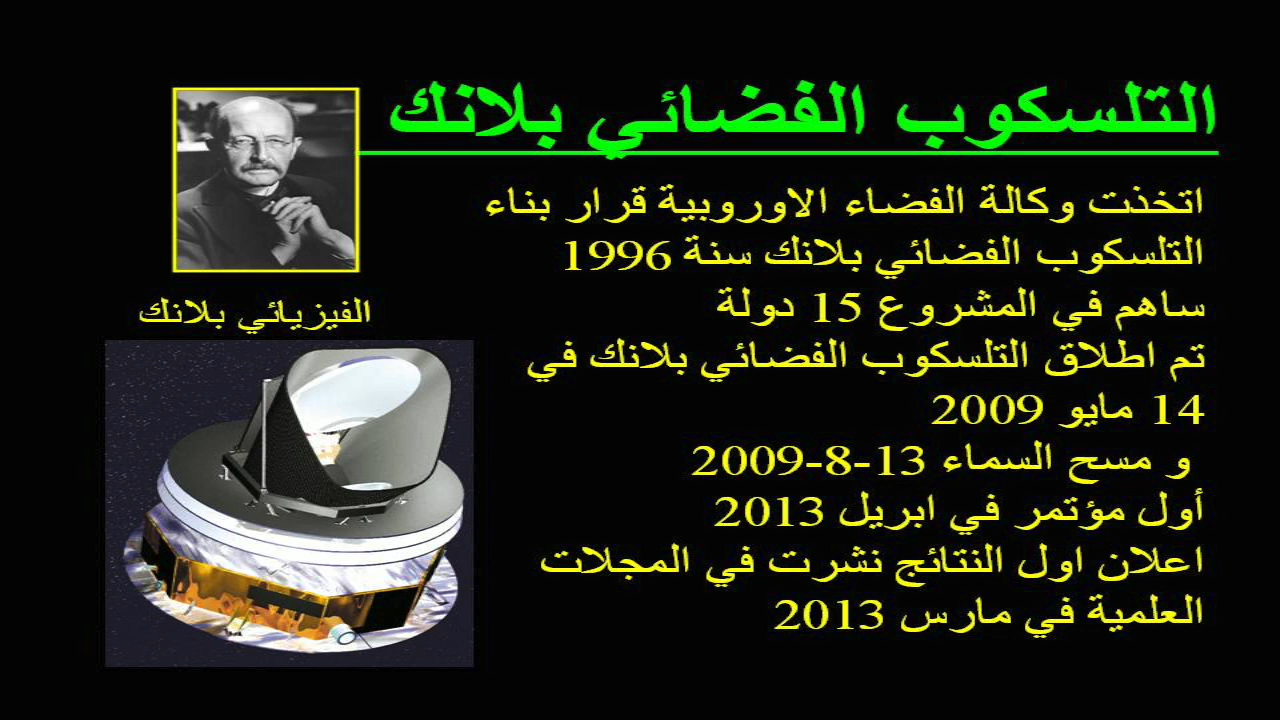 التلسكوب الفضائي بلانك
اتخذت وكالة الفضاء الاوروبية قرار بناء
التلسكوب الفضائي بلانك سنة 1996
ساهم في المشروع 15 دولة
تم اطلاق التلسكوب الفضائي بلانك في
14 مايو 2009
و مسح السماء 13-8-2009
أول مؤتمر في ابريل 2013
اعلان اول النتائج نشرت في المجلات
العلمية في مارس 2013
الفيزيائي بلانك